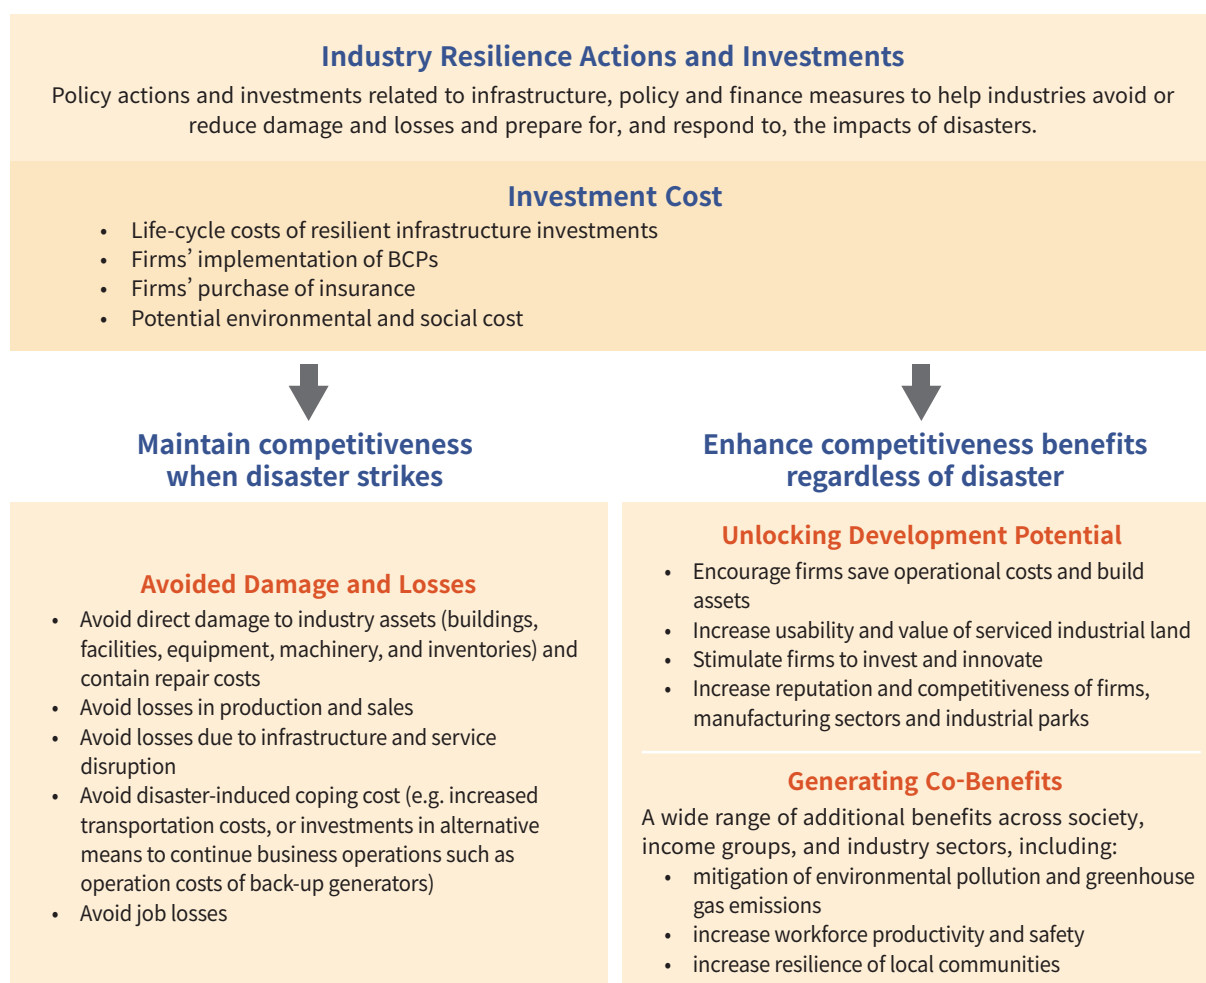 Industry Resilience Actions and Investments
Policy actions and investments related to infrastructure, policy and finance measures to help industries avoid or
reduce damage and losses and prepare for, and respond to, the impacts of disasters.
Investment Cost
• Life-cycle costs of resilient infrastructure investments
• Firms’ implementation of BCPs
• Firms’ purchase of insurance
• Potential environmental and social cost
Maintain competitiveness
when disaster strikes
Avoided Damage and Losses
• Avoid direct damage to industry assets (buildings,
facilities, equipment, machinery, and inventories) and
contain repair costs
• Avoid losses in production and sales
• Avoid losses due to infrastructure and service
disruption
• Avoid disaster-induced coping cost (e.g. increased
transportation costs, or investments in alternative
means to continue business operations such as
operation costs of back-up generators)
• Avoid job losses
Enhance competitiveness benefits
regardless of disaster
Unlocking Development Potential
• Encourage firms save operational costs and build
assets
• Increase usability and value of serviced industrial land
• Stimulate firms to invest and innovate
• Increase reputation and competitiveness of firms,
manufacturing sectors and industrial parks
Generating Co-Benefits
A wide range of additional benefits across society,
income groups, and industry sectors, including:
• mitigation of environmental pollution and greenhouse
gas emissions
• increase workforce productivity and safety
• increase resilience of local communities